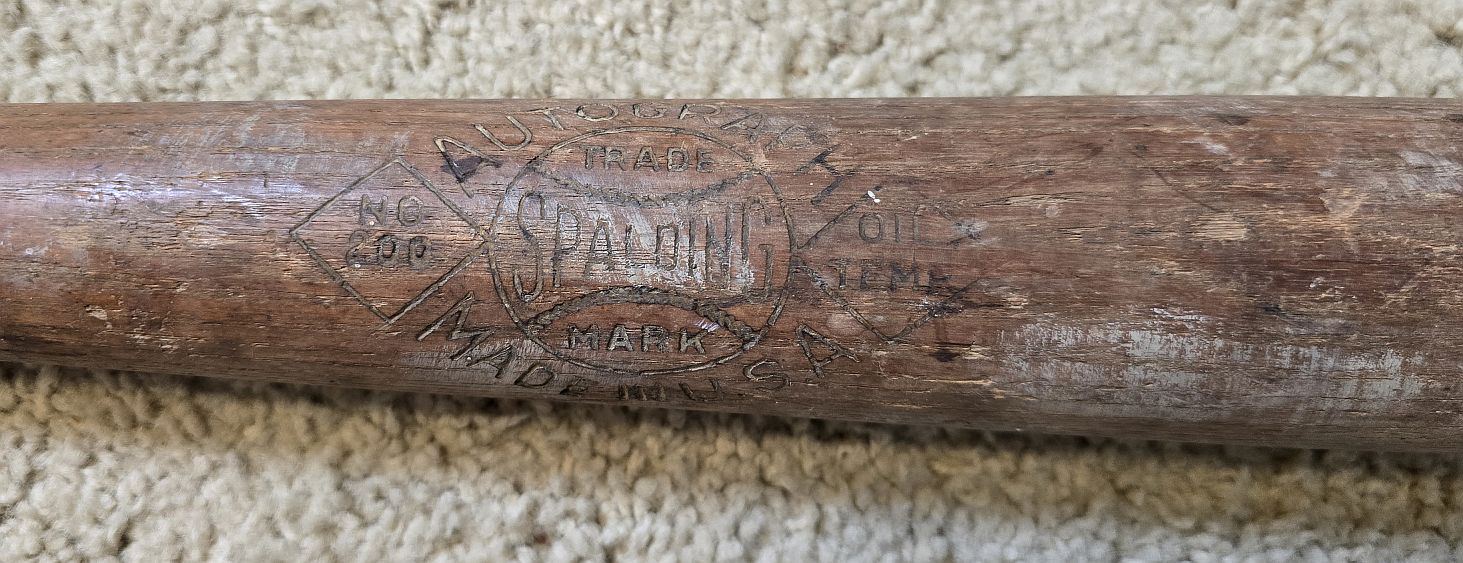 AUTOGRAPH
NO
200
TRADE
SPALDING
MARK
OIL
TEMP
MADE IN U.S.A